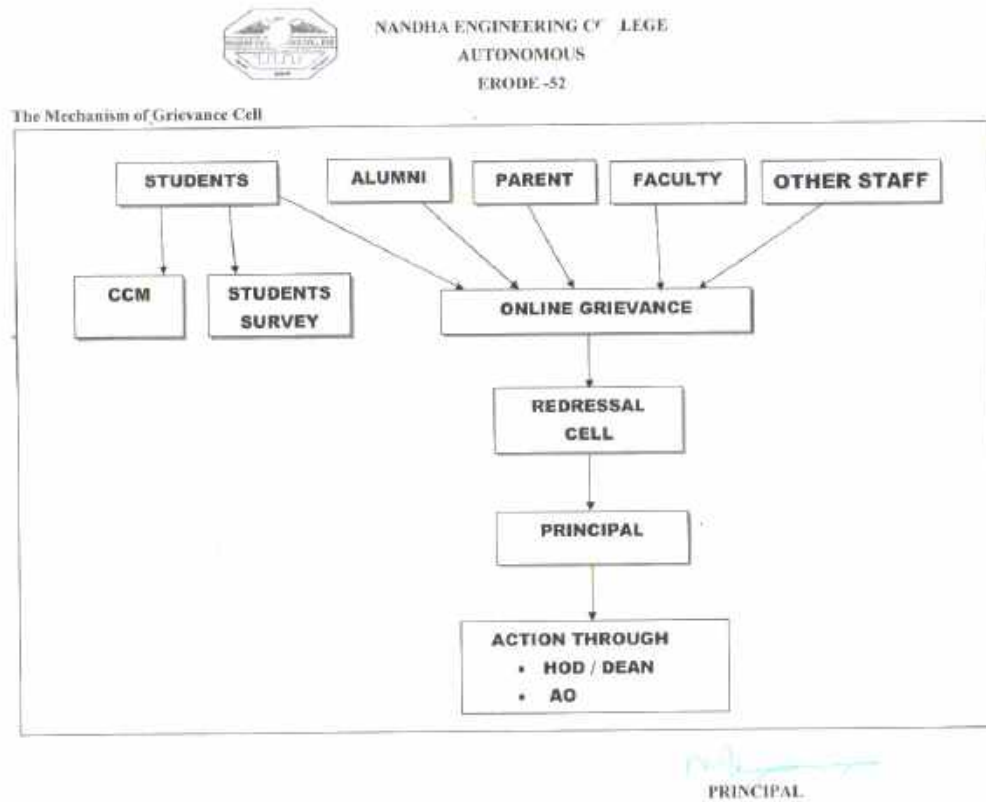 NANDHA ENGINEERING C LEGE
AUTONOMOUS
ERODE -52
The Mechanism of Grievance Cell
STUDENTS
ALUMNI
PARENT
FACULTY
OTHER STAFF
CCM
STUDENTS
SURVEY
ONLINE GRIEVANCE
REDRESSAL
CELL
PRINCIPAL
ACTION THROUGH
• HOD / DEAN
• AO
PRINCIPAL